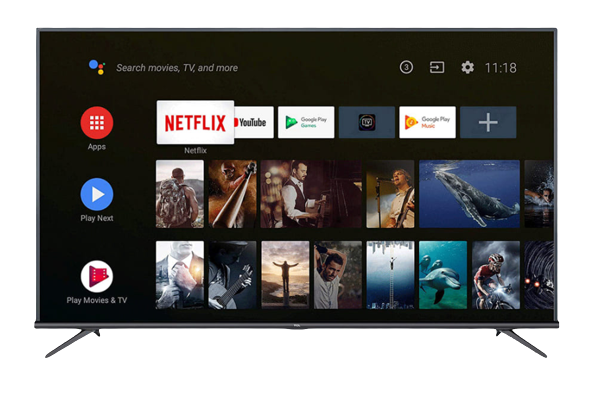 Search movies, TV, and more
3
11:18
Apps
NETFLIX
YouTube
Google Play
Games
TV
Google Play
Music
Netflix
Play Next
Play Movies & TV